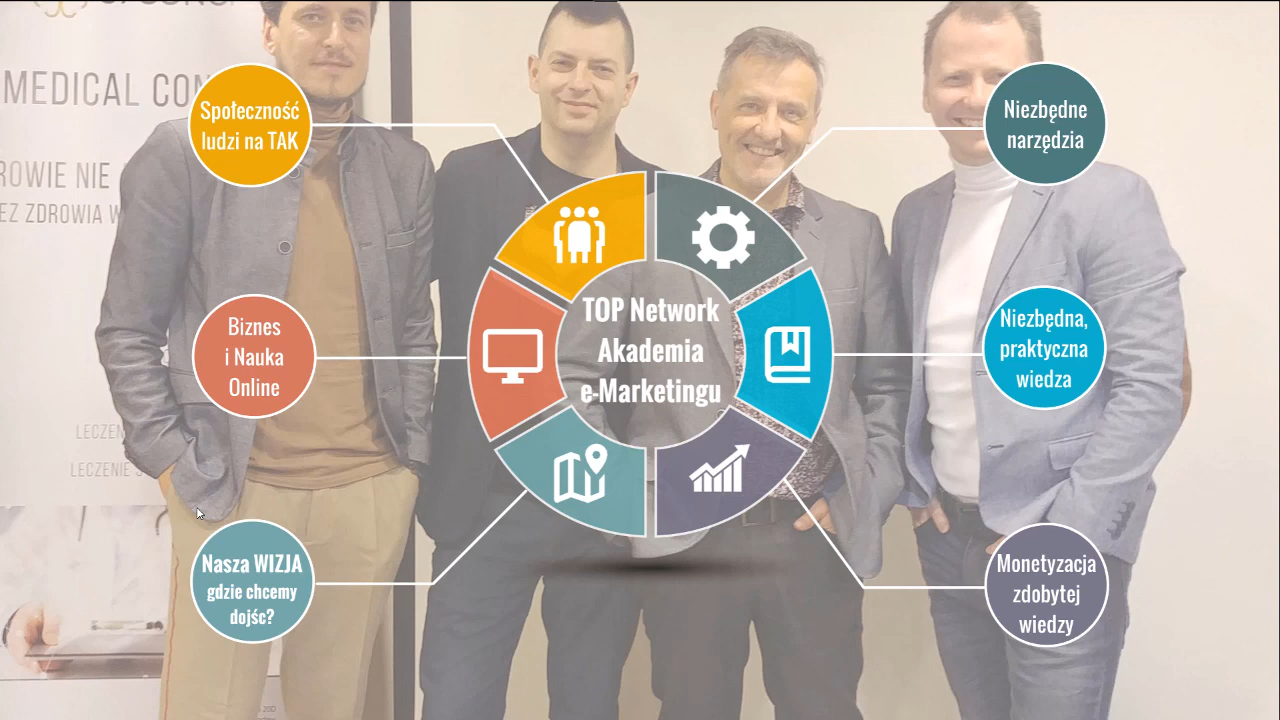 MEDICAL CON
ROWIE NIE
EZ ZDROWIA W
LECZEN
LECZENIE
Społeczność
ludzi na TAK
Biznes
i Nauka
Online
Nasza WIZJA
gdzie chcemy
dojśc?
TOP Network
Akademia
e-Marketingu
Niezbędne
narzędzia
Niezbędna,
praktyczna
wiedza
Monetyzacja
zdobytej
wiedzy